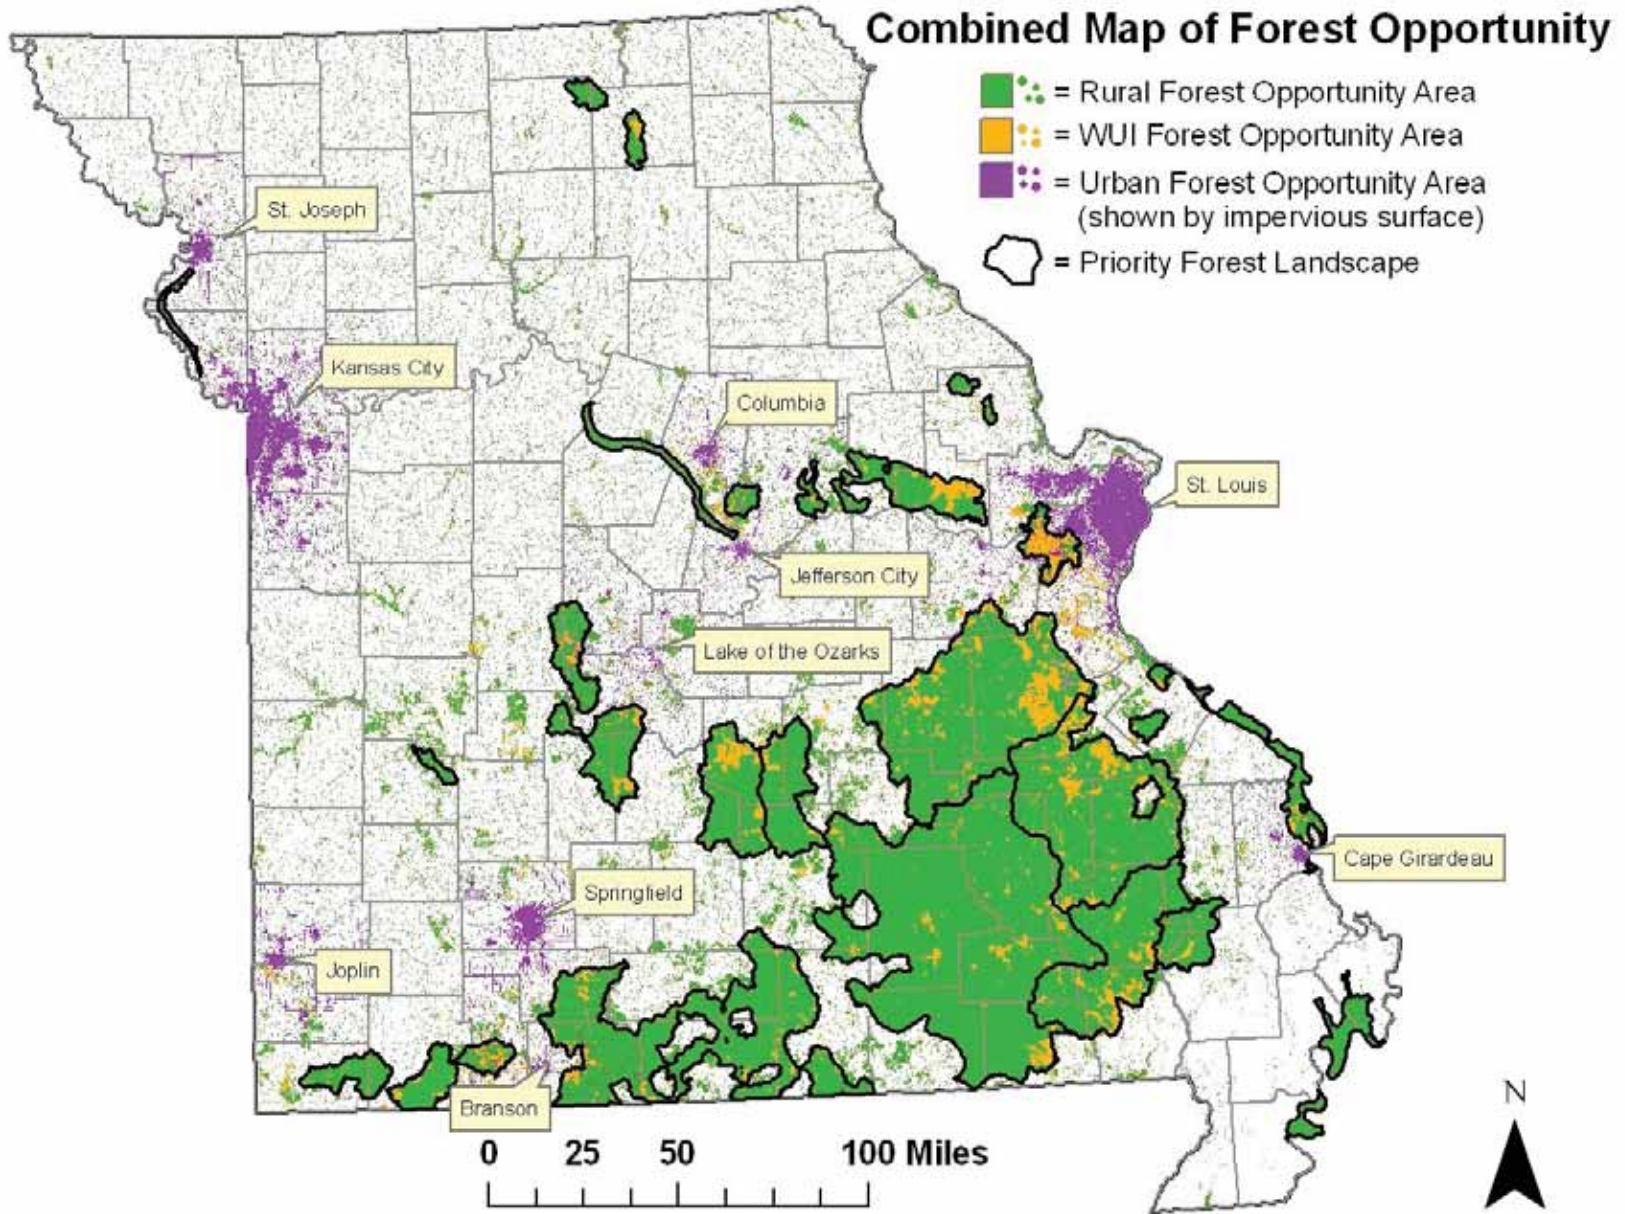 Combined Map of Forest Opportunity
= Rural Forest Opportunity Area
= WUI Forest Opportunity Area
= Urban Forest Opportunity Area
(shown by impervious surface)
= Priority Forest Landscape
St. Joseph
Kansas City
Columbia
St. Louis
Jefferson City
Lake of the Ozarks
Cape Girardeau
Springfield
Joplin
Branson
N
0 25 50 100 Miles